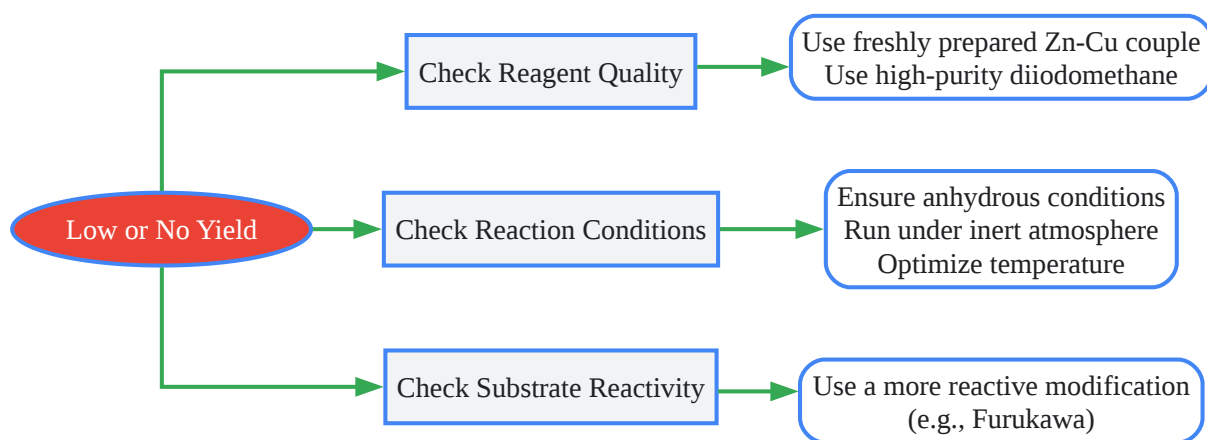 Low or No Yield
Check Reagent Quality
Use freshly prepared Zn-Cu couple
Use high-purity diiodomethane
Check Reaction Conditions
Ensure anhydrous conditions
Run under inert atmosphere
Optimize temperature
Check Substrate Reactivity
Use a more reactive modification
(e.g., Furukawa)